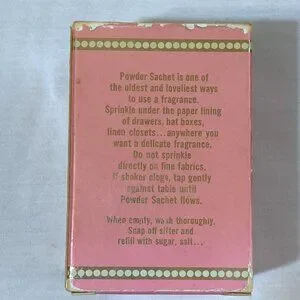 Powder Sachet is one of
the oldest and loveliest ways
to use a fragrance.
Sprinkle under the paper lining
of drawers, hat boxes,
linen closets...anywhere you
want a delicate fragrance.
Do not sprinkle
directly on fine fabrics.
If shaker clogs, tap gently
against table until
Powder Sachet flows.
When empty, wash thoroughly.
Snap off sifter and
refill with sugar, salt...